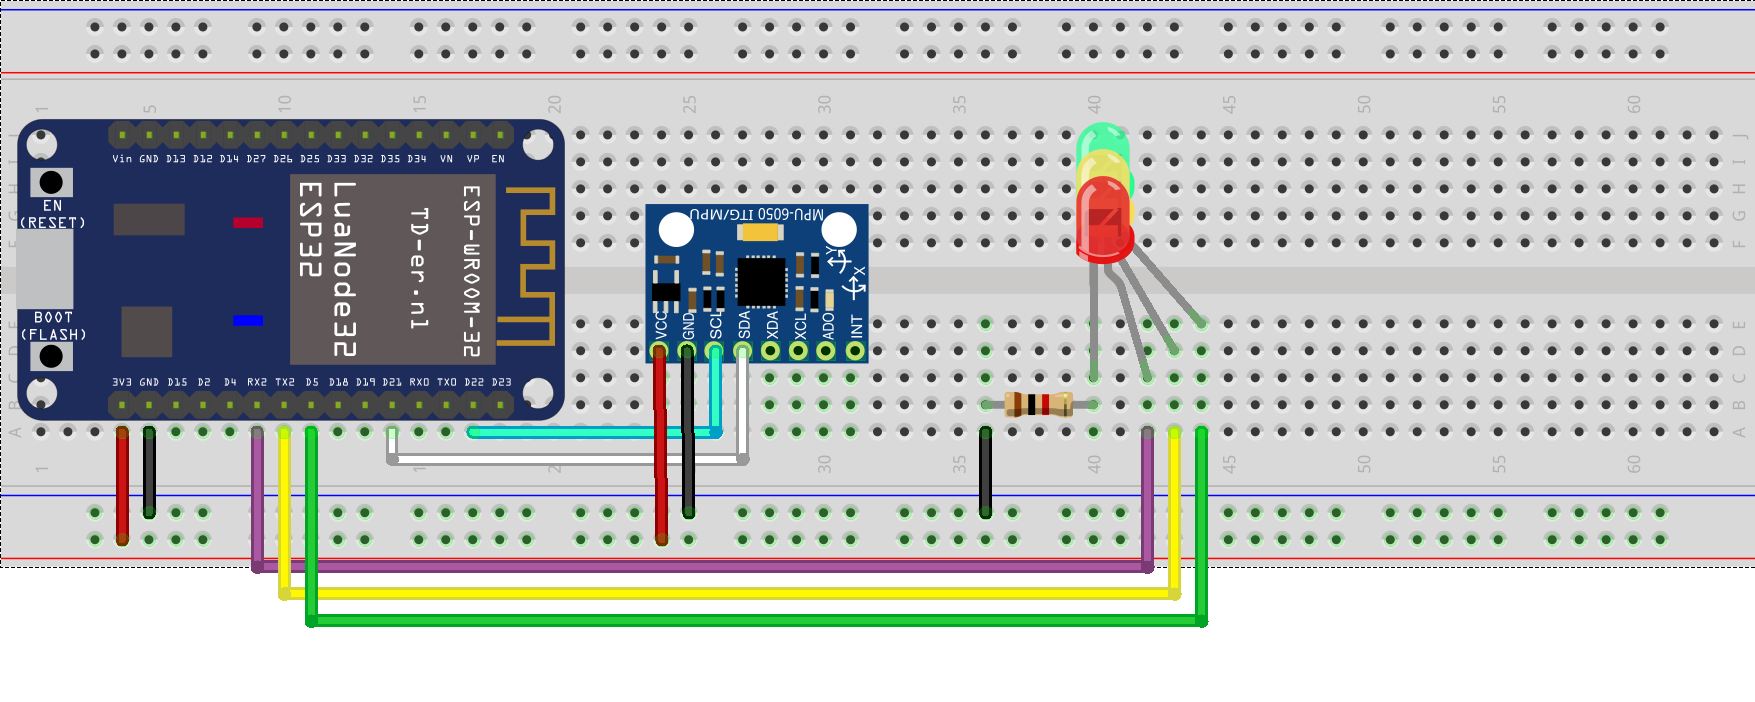 1 5 10 15 20 25 30 35 40 45 50 55 60
Vin GND D13 D12 D14 D27 D26 D25 D33 D32 D35 D34 VN VP EN
EN
(RESET)
BOOT
(FLASH)
ESP32
LuaNode32
TD-er.nl
ESP-WROOM-32
3V3 GND D15 D2 D4 RX2 TX2 D5 D18 D19 D21 RX0 TX0 D22 D23
MPU-6050 ITG/MPU
Y
X
VCC GND SCL SDA XDA XCL ADO INT
J
I
H
G
F
E
D
C
B
A
A
1 1 2 30 35 40 45 50 55 60